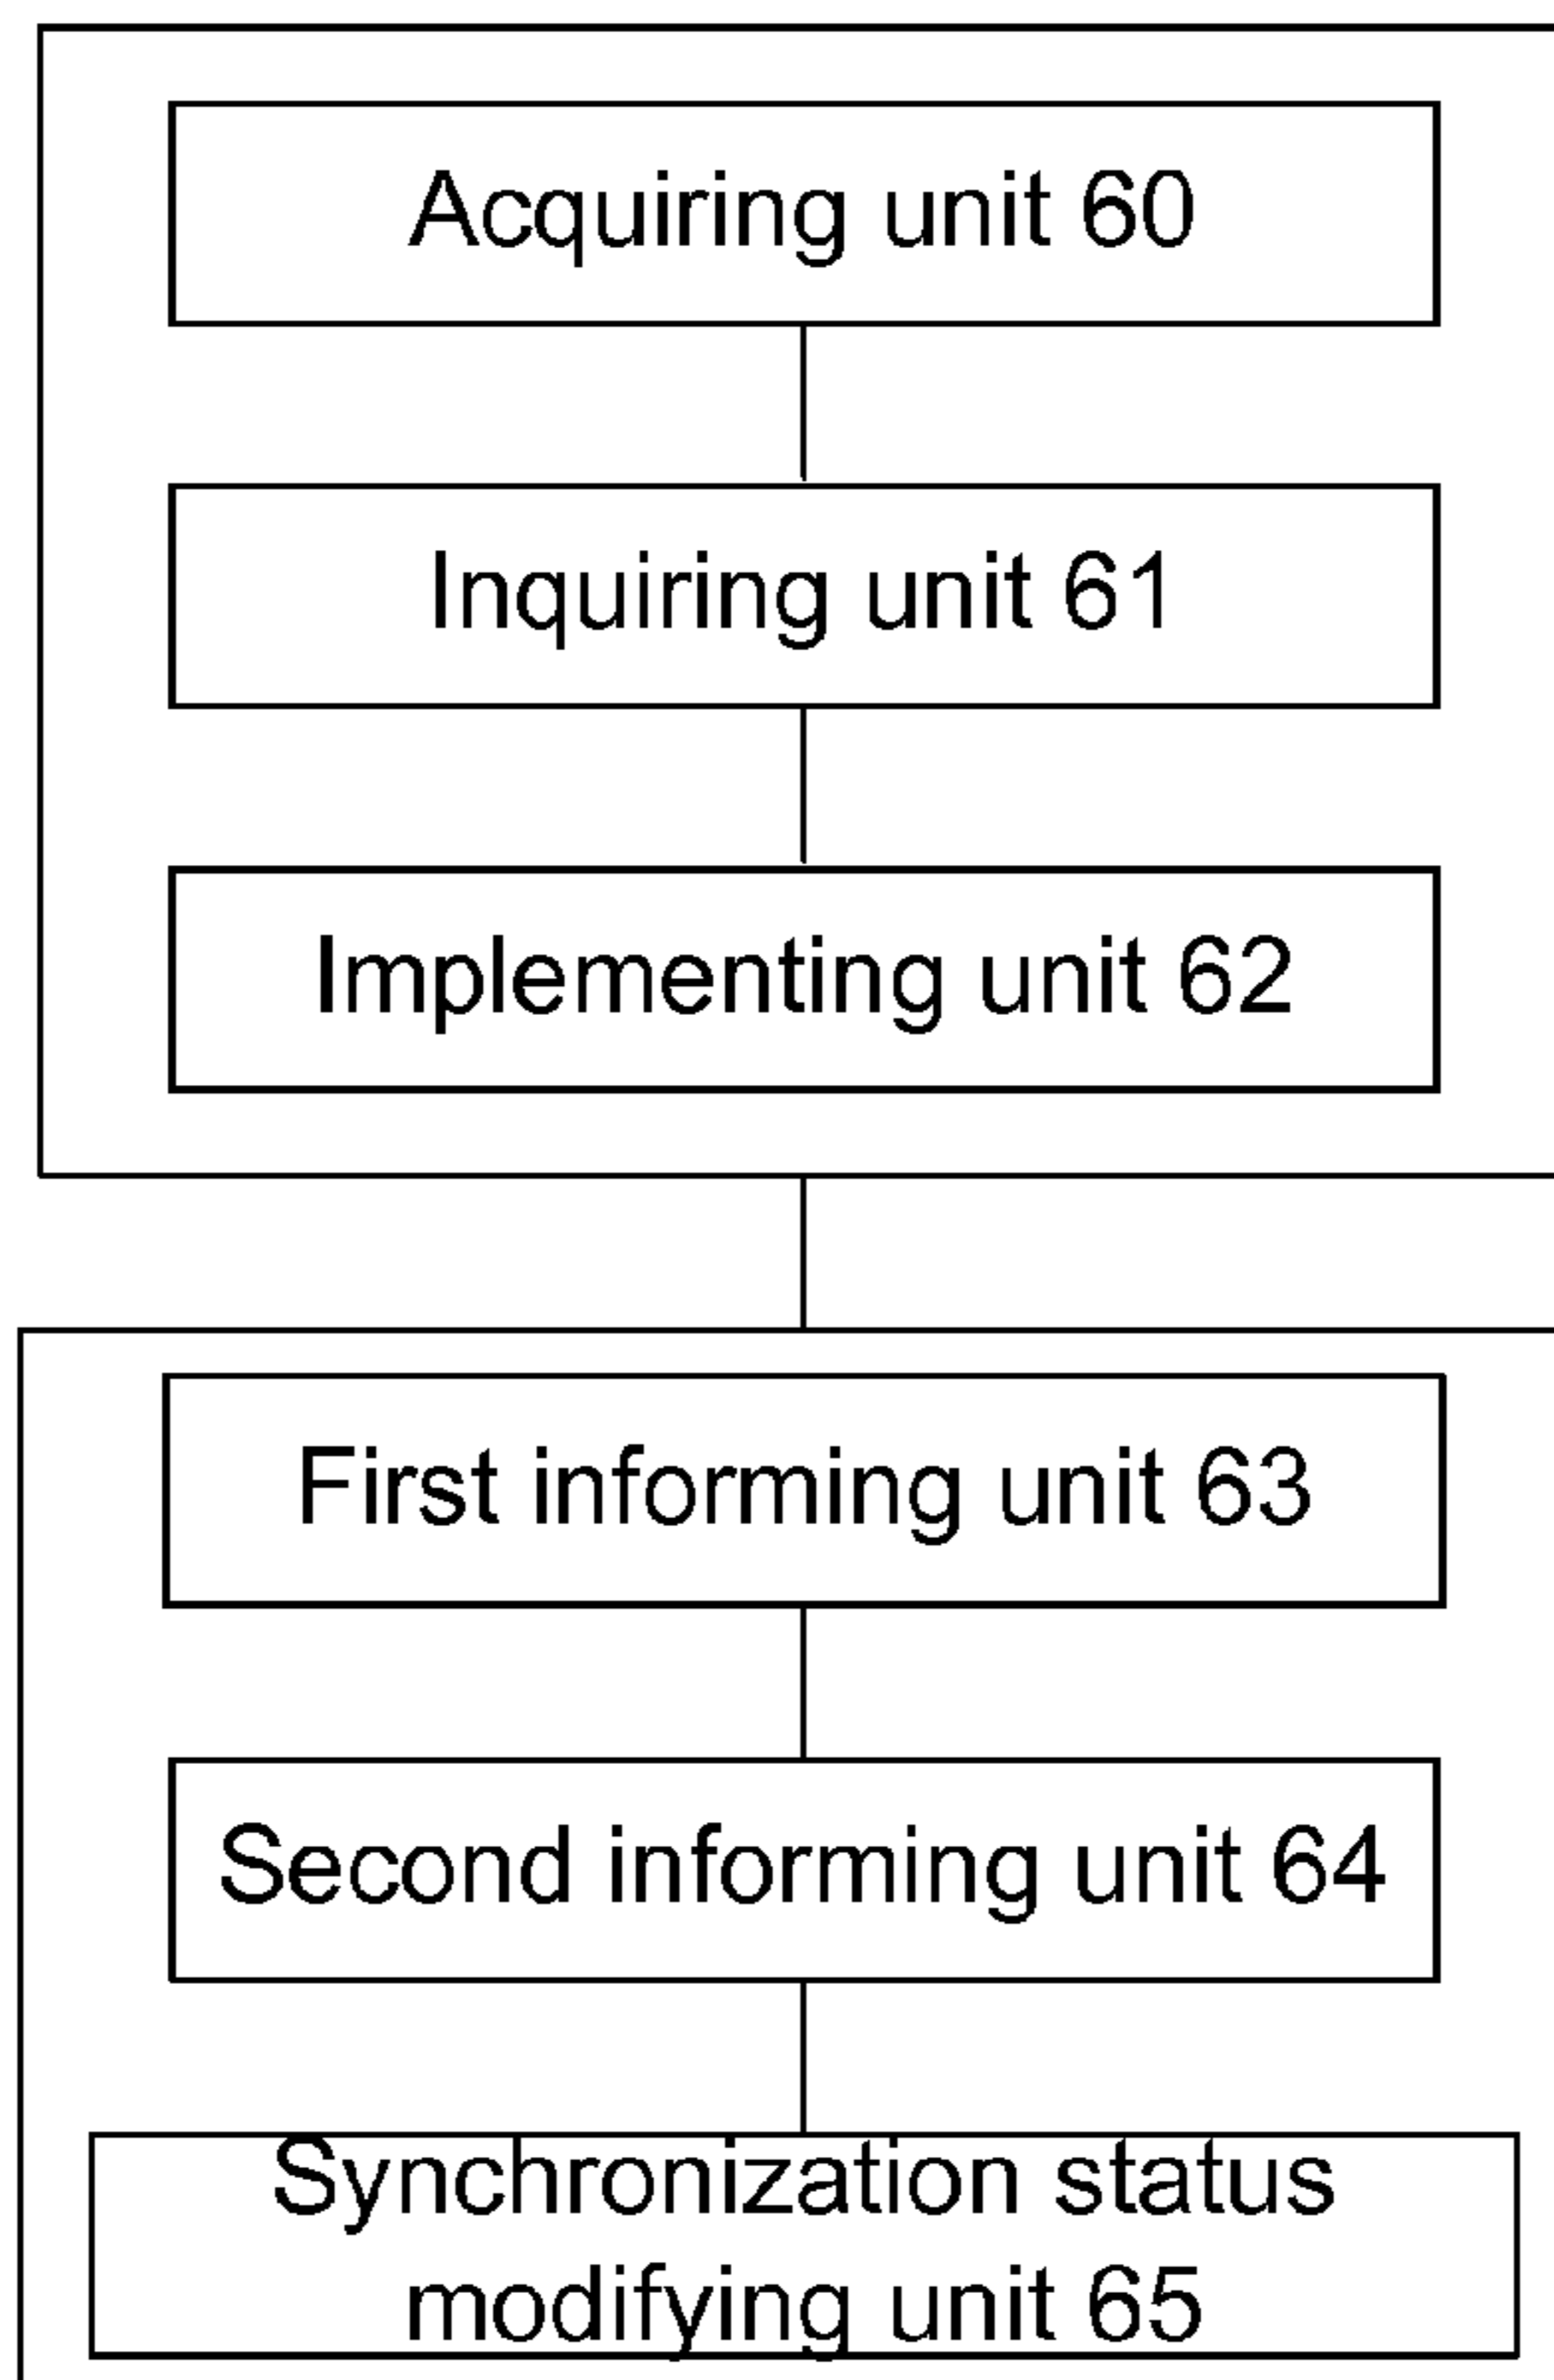 Acquiring unit 60
Inquiring unit 61
Implementing unit 62
First informing unit 63
Second informing unit 64
Synchronization status
modifying unit 65